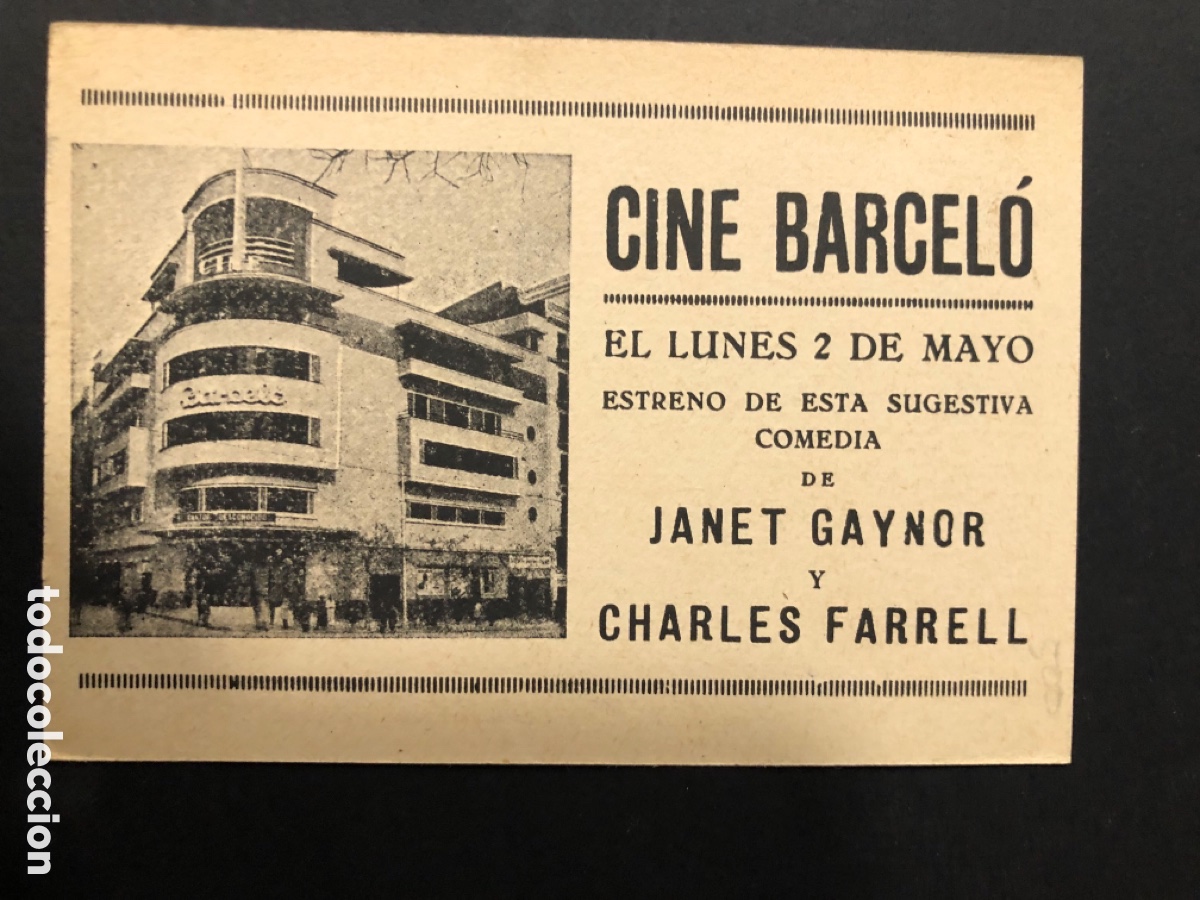 CINE BARCELÓ
EL LUNES 2 DE MAYO
ESTRENO DE ESTA SUGESTIVA
COMEDIA
DE
JANET GAYNOR
Y
CHARLES FARRELL
CINE
Barceló
todocoleccion